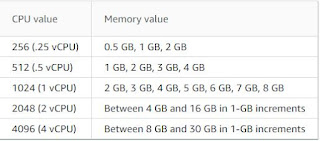 CPU value Memory value
256 (.25 vCPU) 0.5 GB, 1 GB, 2 GB
512 (.5 vCPU) 1 GB, 2 GB, 3 GB, 4 GB
1024 (1 vCPU) 2 GB, 3 GB, 4 GB, 5 GB, 6 GB, 7 GB, 8 GB
2048 (2 vCPU) Between 4 GB and 16 GB in 1-GB increments
4096 (4 vCPU) Between 8 GB and 30 GB in 1-GB increments